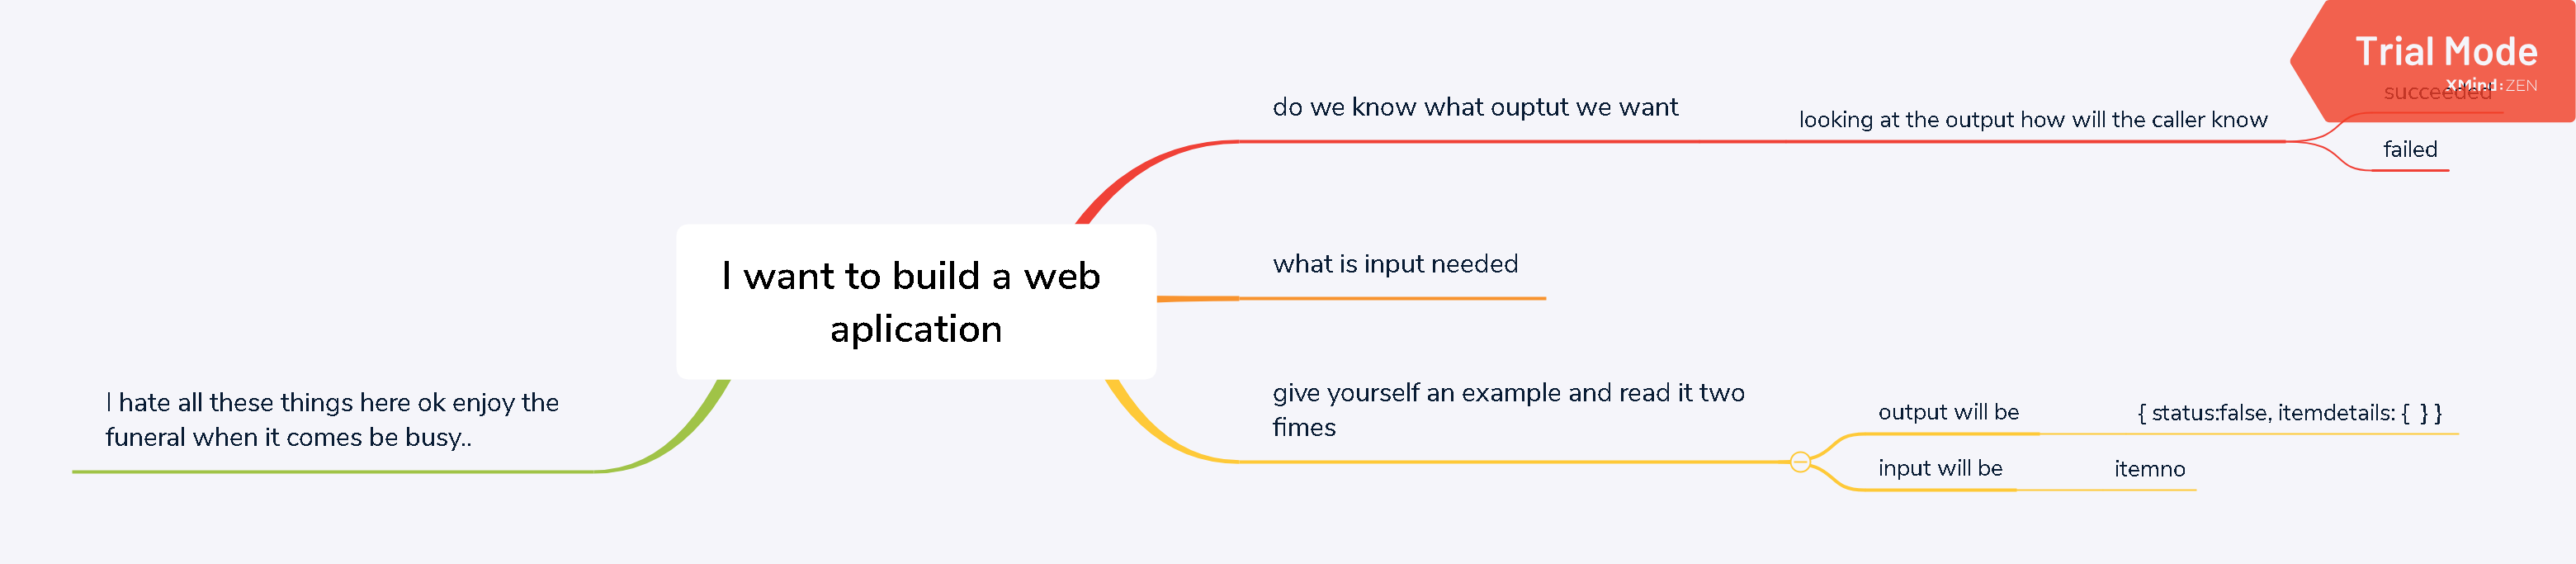 Trial Mode
XMind:ZEN
succeeded
do we know what ouptut we want
looking at the output how will the caller know
failed
what is input needed
I want to build a web
aplication
give yourself an example and read it two
fimes
output will be
{ status:false, itemdetails: {  } }
input will be
itemno
I hate all these things here ok enjoy the
funeral when it comes be busy..